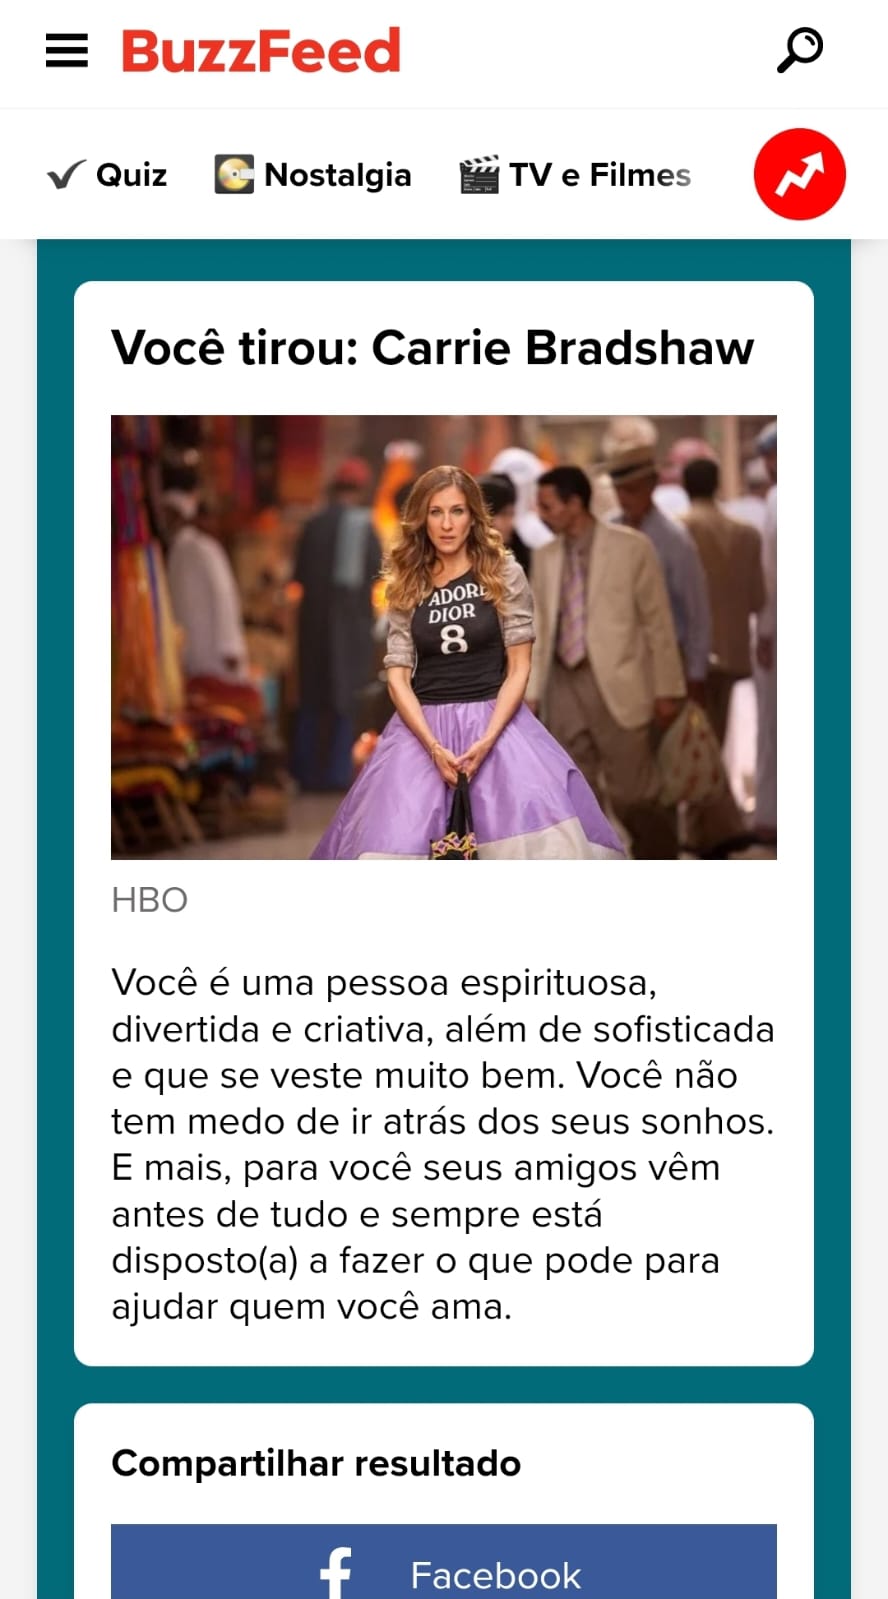 BuzzFeed
Quiz Nostalgia TV e Filmes
Você tirou: Carrie Bradshaw
J'ADORE
DIOR
8
HBO
Você é uma pessoa espirituosa,
divertida e criativa, além de sofisticada
e que se veste muito bem. Você não
tem medo de ir atrás dos seus sonhos.
E mais, para você seus amigos vêm
antes de tudo e sempre está
disposto(a) a fazer o que pode para
ajudar quem você ama.
Compartilhar resultado
Facebook